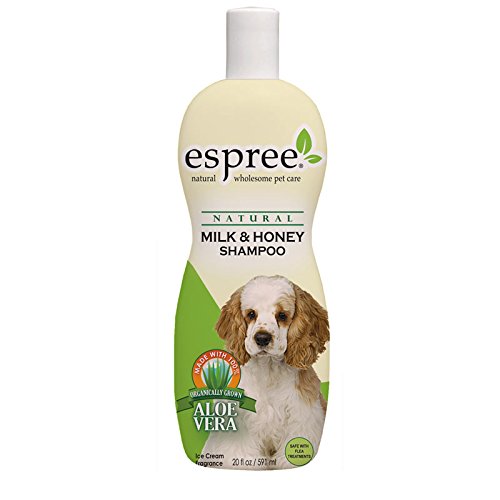 espree®
natural wholesome pet care
NATURAL
MILK & HONEY
SHAMPOO
MADE WITH 100%
ORGANICALLY GROWN
ALOE
VERA
Ice Cream
Fragrance
20 fl oz / 591 ml
SAFE WITH
FLEA
TREATMENTS